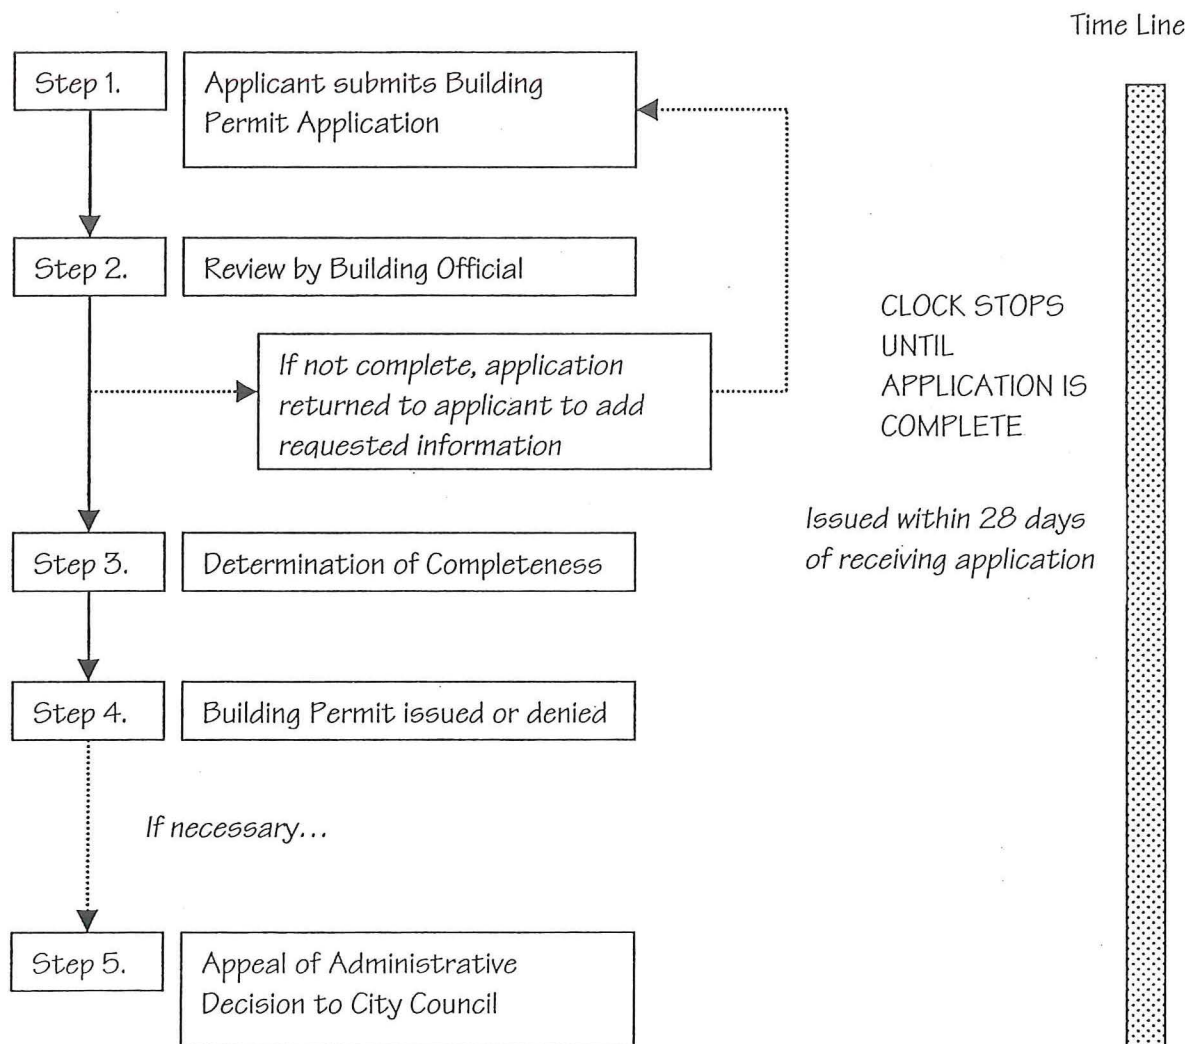 Time Line
Step 1.
Applicant submits Building
Permit Application
Step 2.
Review by Building Official
If not complete, application
returned to applicant to add
requested information
CLOCK STOPS
UNTIL
APPLICATION IS
COMPLETE
Issued within 28 days
of receiving application
Step 3.
Determination of Completeness
Step 4.
Building Permit issued or denied
If necessary...
Step 5.
Appeal of Administrative
Decision to City Council